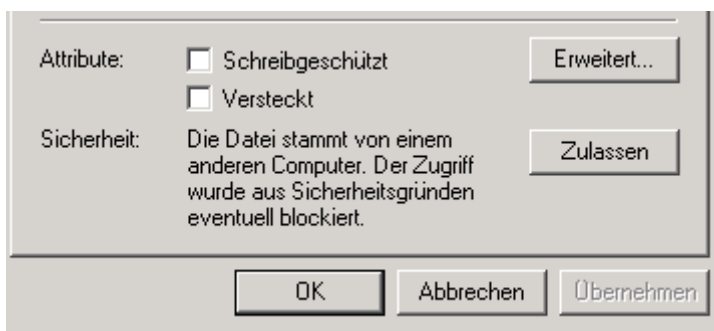 Attribute: Schreibgeschützt Erweitert...
Versteckt
Sicherheit: Die Datei stammt von einem
anderen Computer. Der Zugriff Zulassen
wurde aus Sicherheitsgründen
eventuell blockiert.
OK Abbrechen Übernehmen